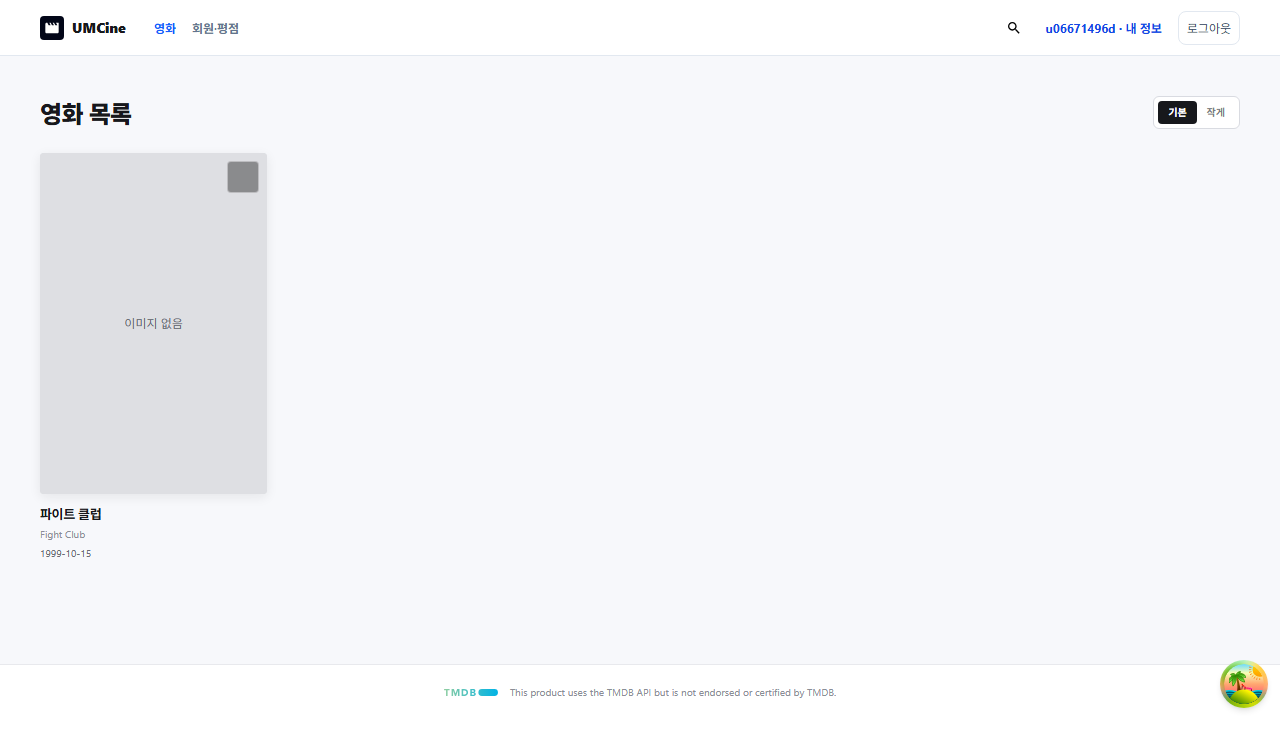 UMCine
영화
회원·평점
u06671496d · 내 정보
로그아웃
영화 목록
기본
작게
이미지 없음
파이트 클럽
Fight Club
1999-10-15
TMDB
This product uses the TMDB API but is not endorsed or certified by TMDB.